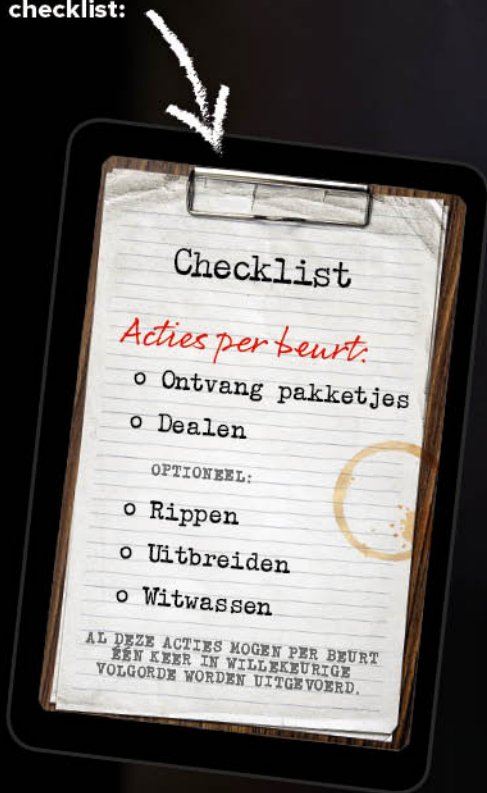 checklist:
Checklist
Acties per beurt:
o Ontvang pakketjes
o Dealen
OPTIONEEL:
o Rippen
o Uitbreiden
o Witwassen
AL DEZE ACTIES MOGEN PER BEURT
ÉÉN KEER IN WILLEKEURIGE
VOLGORDE WORDEN UITGEVOERD.